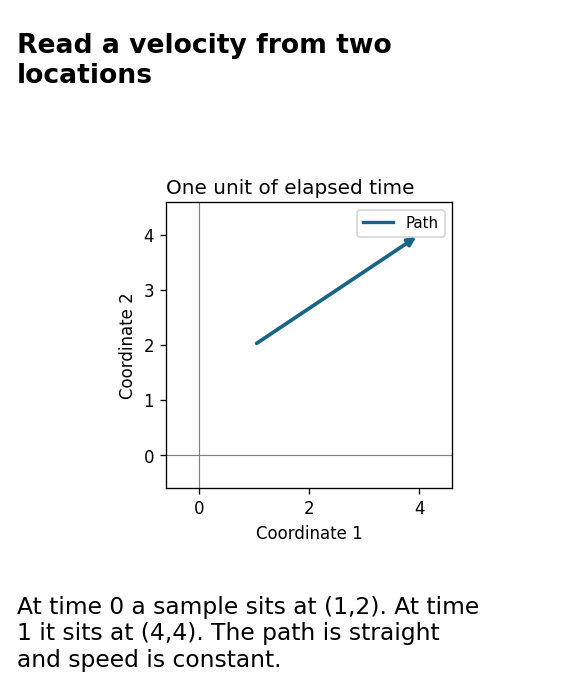 Read a velocity from two
locations
One unit of elapsed time
Path
4
3
2
1
0
Coordinate 2
0
2
4
Coordinate 1
At time 0 a sample sits at (1,2). At time
1 it sits at (4,4). The path is straight
and speed is constant.